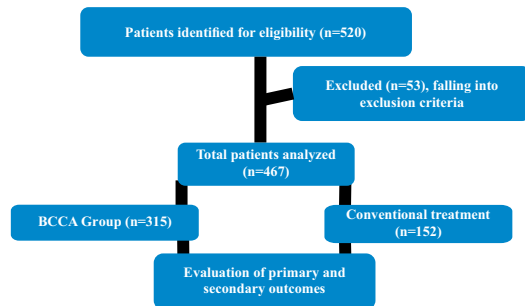 Patients identified for eligibility (n=520)
Excluded (n=53), falling into
exclusion criteria
Total patients analyzed
(n=467)
BCCA Group (n=315)
Conventional treatment
(n=152)
Evaluation of primary and
secondary outcomes